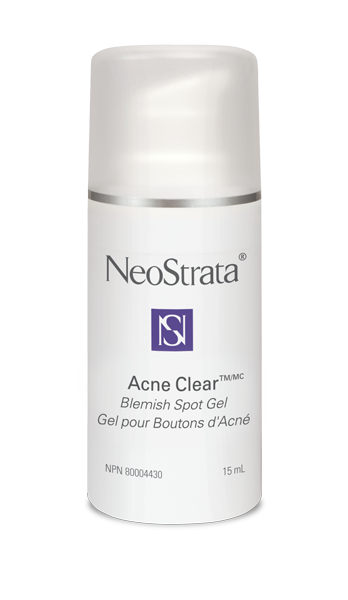 NeoStrata®
NS
Acne Clear™/MC
Blemish Spot Gel
Gel pour Boutons d'Acné
NPN 80004430 15 mL